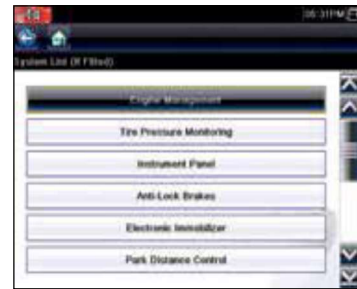 05:31PM
System List (If Fitted)
Engine Management
Tire Pressure Monitoring
Instrument Panel
Anti-Lock Brakes
Electronic Immobilizer
Park Distance Control